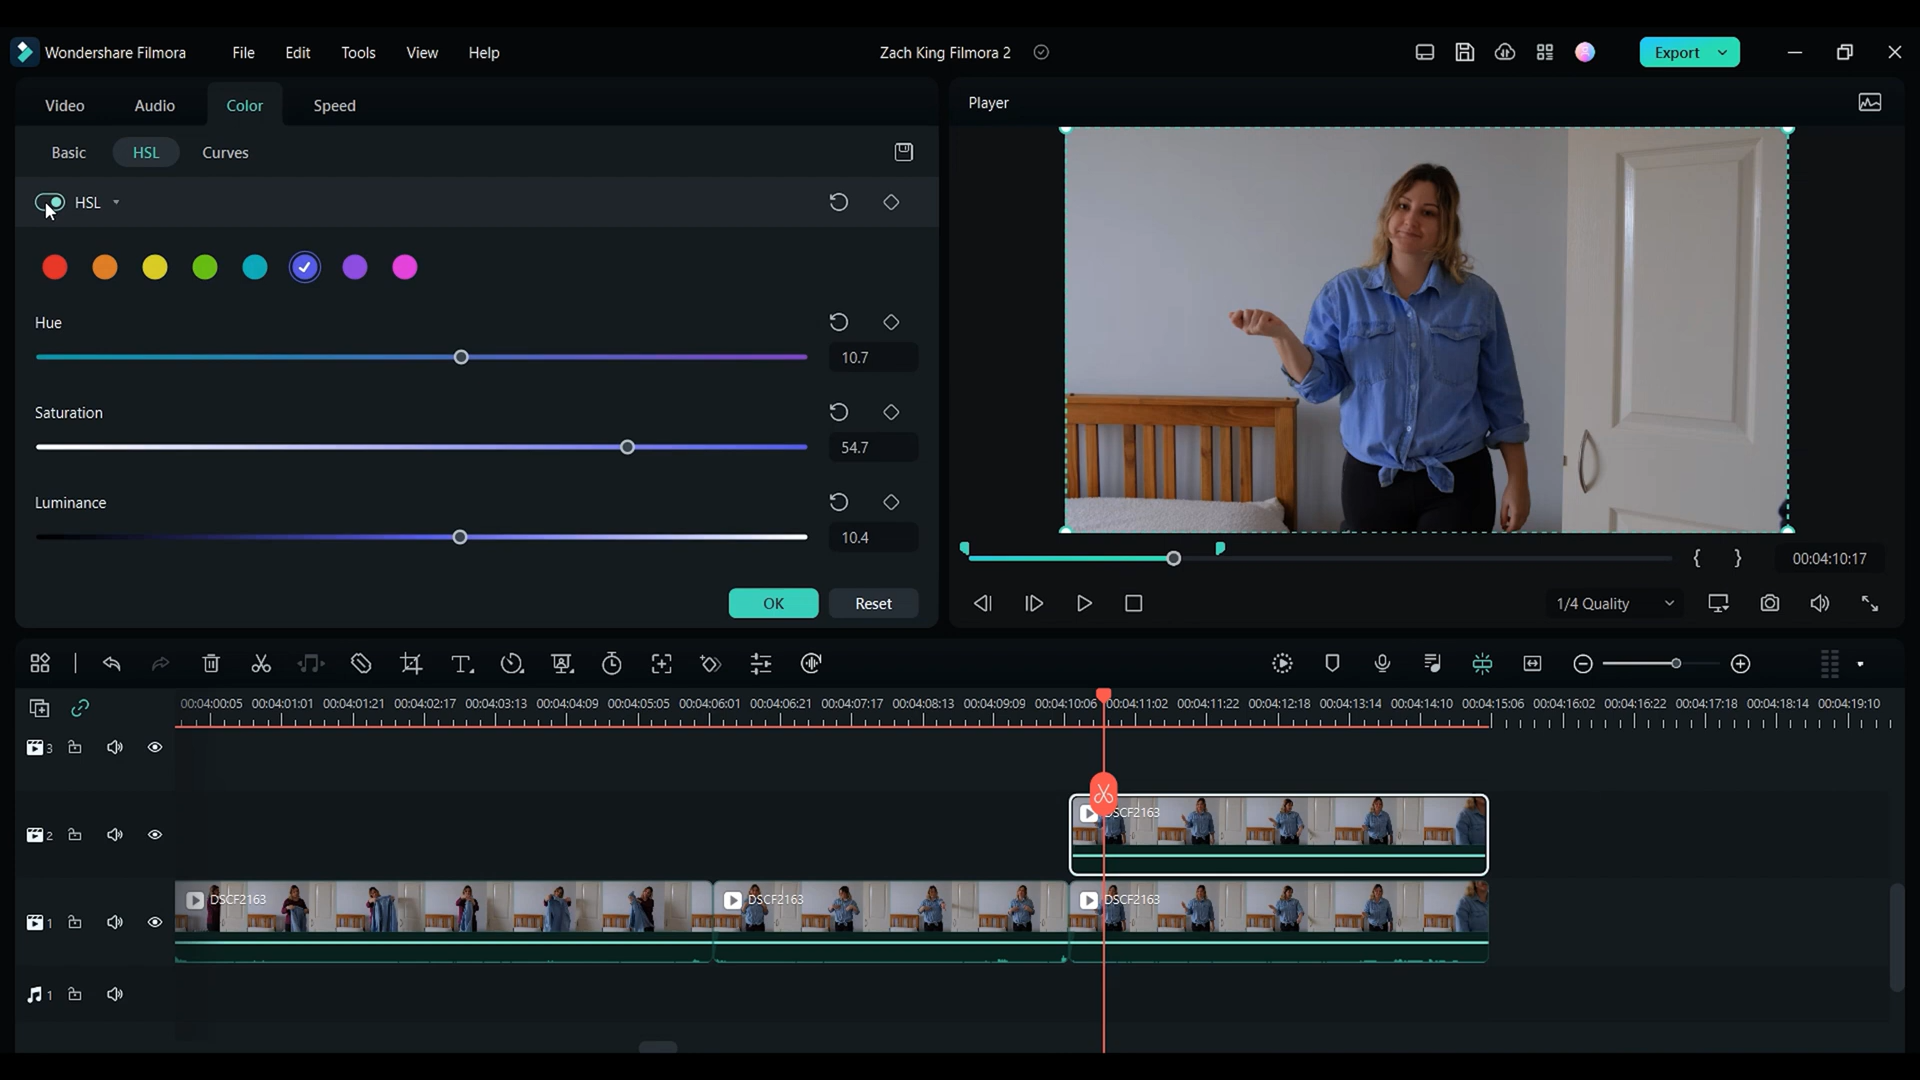 Wondershare Filmora File Edit Tools View Help Zach King Filmora 2 Export
Video Audio Color Speed
Player
Basic HSL Curves
HSL
Hue
10.7
Saturation
54.7
Luminance
10.4
OK Reset
00:04:10:17
1/4 Quality
00:04:00:05 00:04:01:01 00:04:01:21 00:04:02:17 00:04:03:13 00:04:04:09 00:04:05:05 00:04:06:01 00:04:06:21 00:04:07:17 00:04:08:13 00:04:09:09 00:04:10:06 00:04:11:02 00:04:11:22 00:04:12:18 00:04:13:14 00:04:14:10 00:04:15:06 00:04:16:02 00:04:16:22 00:04:17:18 00:04:18:14 00:04:19:10
3
2 DSCF2163
1 DSCF2163 DSCF2163 DSCF2163
1